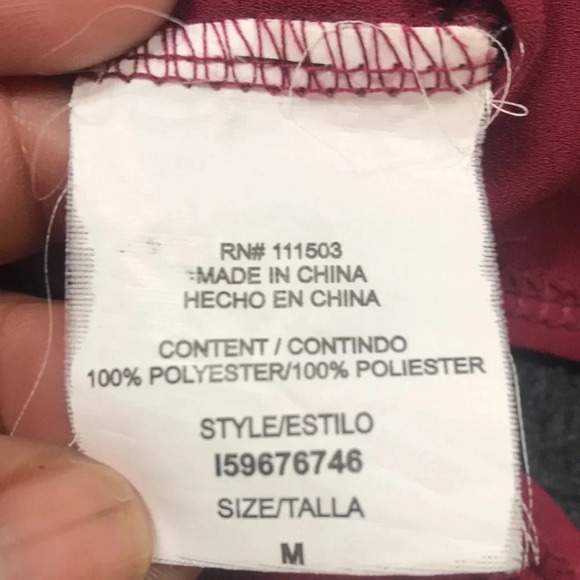 RN# 111503
MADE IN CHINA
HECHO EN CHINA
CONTENT / CONTINDO
100% POLYESTER/100% POLIESTER
STYLE/ESTILO
I59676746
SIZE/TALLA
M